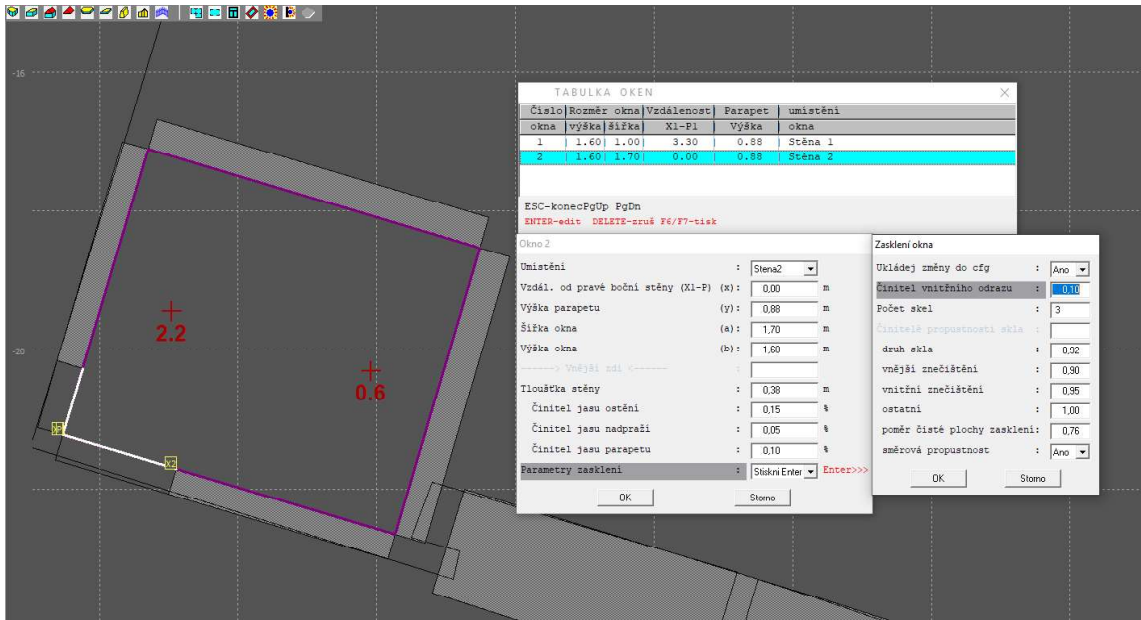 -16
TABULKA OKEN
Číslo|Rozměr okna|Vzdálenost| Parapet | umístění
okna |výška|šířka| X1-P1 | Výška | okna
1 | 1.60| 1.00| 3.30 | 0.88 | Stěna 1
2 | 1.60| 1.70| 0.00 | 0.88 | Stěna 2
ESC-konecPgUp PgDn
ENTER-edit DELETE-zruš F6/F7-tisk
Okno 2
Umístění : Stena2
Vzdál. od pravé boční stěny (X1-P) (x): 0,00 m
Výška parapetu (y): 0,88 m
Šířka okna (a): 1,70 m
Výška okna (b): 1,60 m
------> Vnější zdi <------ :
Tloušťka stěny : 0,38 m
Činitel jasu ostění : 0,15 %
Činitel jasu nadpraží : 0,05 %
Činitel jasu parapetu : 0,10 %
Parametry zasklení : Stiskni Enter Enter>>>
OK Storno
Zasklení okna
Ukládej změny do cfg : Ano
Činitel vnitřního odrazu : 0,10
Počet skel : 3
Činitelé propustnosti skla :
druh skla : 0,92
vnější znečištění : 0,90
vnitřní znečištění : 0,95
ostatní : 1,00
poměr čisté plochy zasklení: 0,76
směrová propustnost : Ano
OK Storno
2.2
-20
0.6
XP
X2